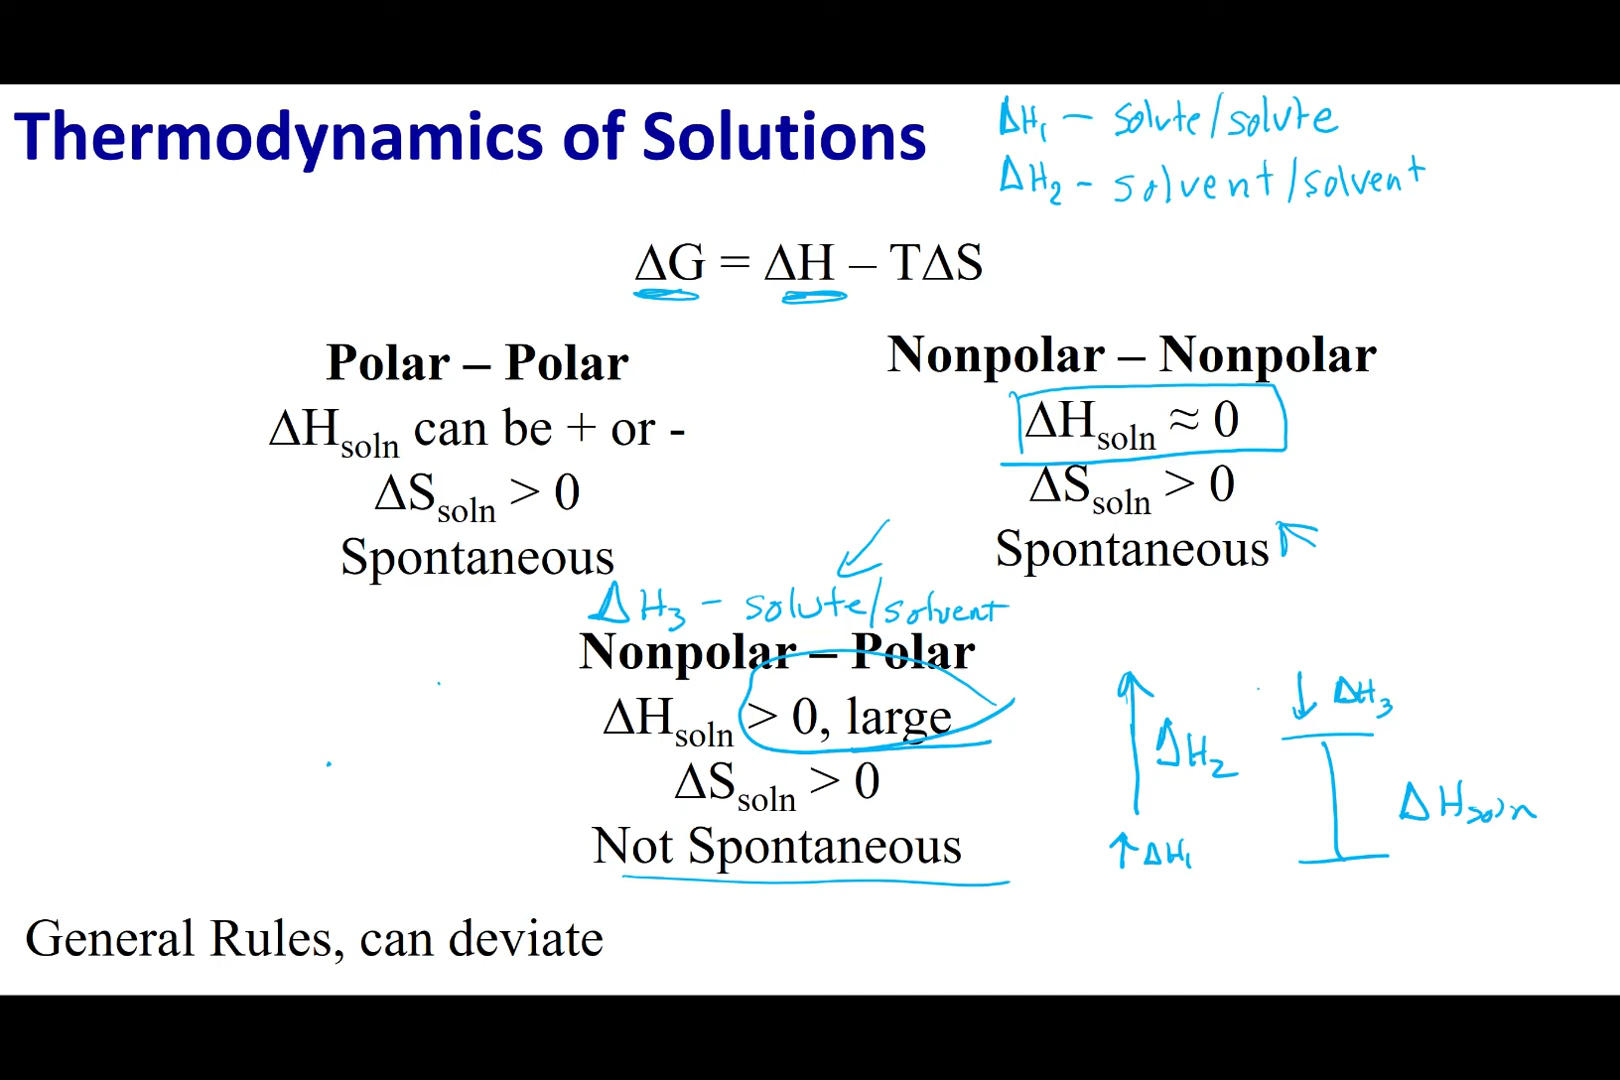 Thermodynamics of Solutions
ΔH₁ – solute/solute
ΔH₂ - solvent/solvent
ΔG = ΔH – TΔS
Polar – Polar
ΔHsoln can be + or -
ΔSsoln > 0
Spontaneous
Nonpolar – Nonpolar
ΔHsoln ≈ 0
ΔSsoln > 0
Spontaneous
ΔH₃ - solute/solvent
Nonpolar – Polar
ΔHsoln > 0, large
ΔSsoln > 0
Not Spontaneous
↑ ΔH₂
↑ ΔH₁
↓ ΔH₃
ΔHsoln
General Rules, can deviate